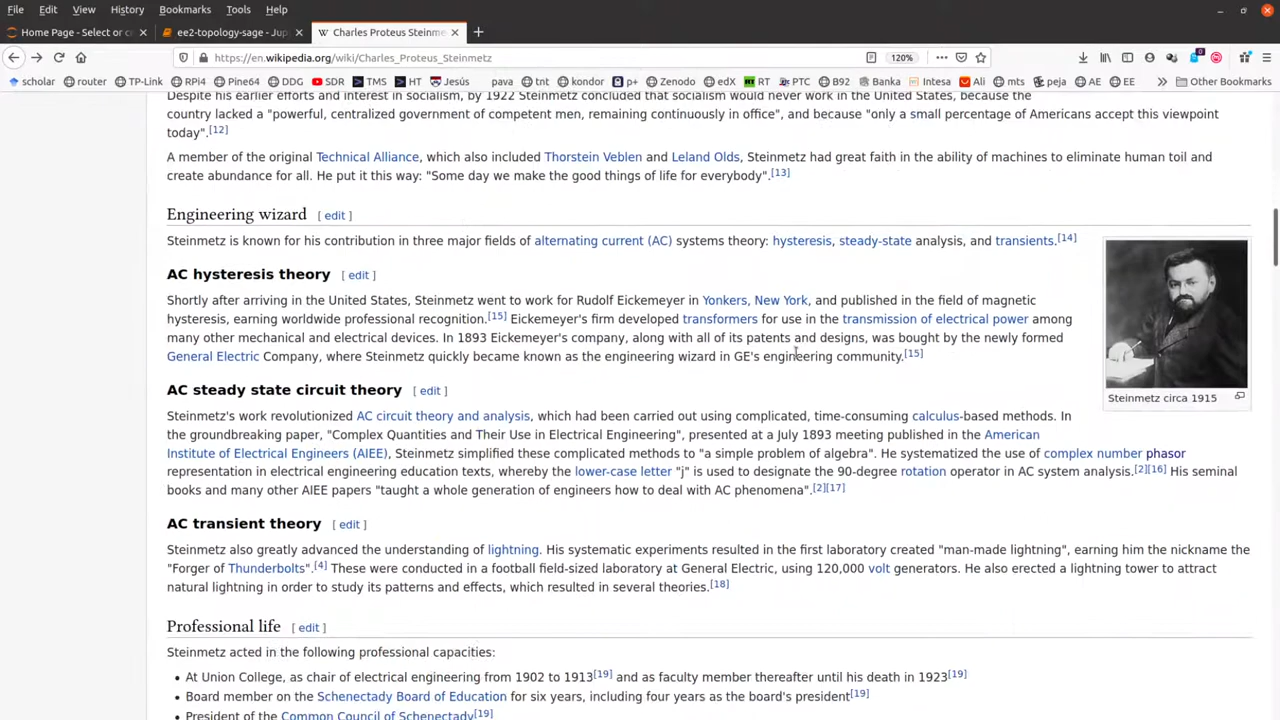 File Edit View History Bookmarks Tools Help
Home Page - Select or c ee2-topology-sage - Jup Charles Proteus Steinme
https://en.wikipedia.org/wiki/Charles_Proteus_Steinmetz 120%
scholar router TP-Link RPi4 Pine64 DDG SDR TMS HT Jesús pava tnt kondor p+ Zenodo edX RT PTC B92 Banka Intesa Ali mts peja AE EE Other Bookmarks
Despite his earlier efforts and interest in socialism, by 1922 Steinmetz concluded that socialism would never work in the United States, because the
country lacked a "powerful, centralized government of competent men, remaining continuously in office", and because "only a small percentage of Americans accept this viewpoint
today".[12]
A member of the original Technical Alliance, which also included Thorstein Veblen and Leland Olds, Steinmetz had great faith in the ability of machines to eliminate human toil and
create abundance for all. He put it this way: "Some day we make the good things of life for everybody".[13]
Engineering wizard [ edit ]
Steinmetz is known for his contribution in three major fields of alternating current (AC) systems theory: hysteresis, steady-state analysis, and transients.[14]
AC hysteresis theory [ edit ]
Shortly after arriving in the United States, Steinmetz went to work for Rudolf Eickemeyer in Yonkers, New York, and published in the field of magnetic
hysteresis, earning worldwide professional recognition.[15] Eickemeyer's firm developed transformers for use in the transmission of electrical power among
many other mechanical and electrical devices. In 1893 Eickemeyer's company, along with all of its patents and designs, was bought by the newly formed
General Electric Company, where Steinmetz quickly became known as the engineering wizard in GE's engineering community.[15]
Steinmetz circa 1915
AC steady state circuit theory [ edit ]
Steinmetz's work revolutionized AC circuit theory and analysis, which had been carried out using complicated, time-consuming calculus-based methods. In
the groundbreaking paper, "Complex Quantities and Their Use in Electrical Engineering", presented at a July 1893 meeting published in the American
Institute of Electrical Engineers (AIEE), Steinmetz simplified these complicated methods to "a simple problem of algebra". He systematized the use of complex number phasor
representation in electrical engineering education texts, whereby the lower-case letter "j" is used to designate the 90-degree rotation operator in AC system analysis.[2][16] His seminal
books and many other AIEE papers "taught a whole generation of engineers how to deal with AC phenomena".[2][17]
AC transient theory [ edit ]
Steinmetz also greatly advanced the understanding of lightning. His systematic experiments resulted in the first laboratory created "man-made lightning", earning him the nickname the
"Forger of Thunderbolts".[4] These were conducted in a football field-sized laboratory at General Electric, using 120,000 volt generators. He also erected a lightning tower to attract
natural lightning in order to study its patterns and effects, which resulted in several theories.[18]
Professional life [ edit ]
Steinmetz acted in the following professional capacities:
• At Union College, as chair of electrical engineering from 1902 to 1913[19] and as faculty member thereafter until his death in 1923[19]
• Board member on the Schenectady Board of Education for six years, including four years as the board's president[19]
• President of the Common Council of Schenectady[19]